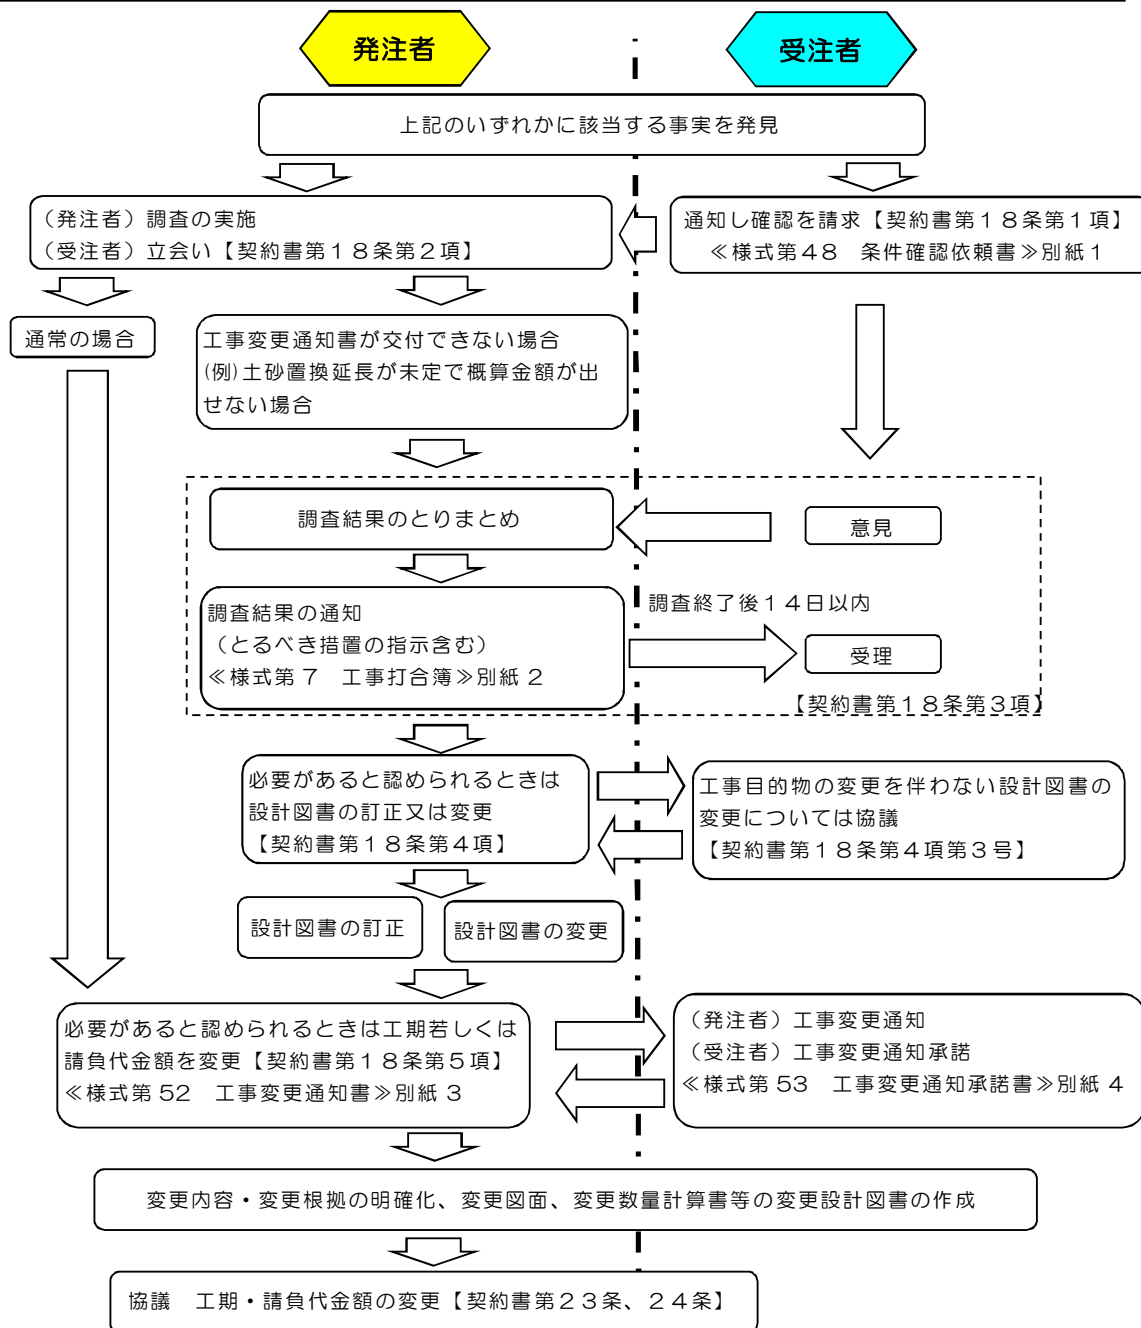 発注者
受注者
上記のいずれかに該当する事実を発見
（発注者）調査の実施
（受注者）立会い【契約書第１８条第２項】
通知し確認を請求【契約書第１８条第１項】
≪様式第48　条件確認依頼書≫別紙１
通常の場合
工事変更通知書が交付できない場合
(例)土砂置換延長が未定で概算金額が出
せない場合
調査結果のとりまとめ
意見
調査結果の通知
（とるべき措置の指示含む）
≪様式第７　工事打合簿≫別紙２
調査終了後１４日以内
受理
【契約書第１８条第３項】
必要があると認められるときは
設計図書の訂正又は変更
【契約書第１８条第４項】
工事目的物の変更を伴わない設計図書の
変更については協議
【契約書第１８条第４項第３号】
設計図書の訂正
設計図書の変更
必要があると認められるときは工期若しくは
請負代金額を変更【契約書第１８条第５項】
≪様式第52　工事変更通知書≫別紙３
（発注者）工事変更通知
（受注者）工事変更通知承諾
≪様式第53　工事変更通知承諾書≫別紙４
変更内容・変更根拠の明確化、変更図面、変更数量計算書等の変更設計図書の作成
協議　工期・請負代金額の変更【契約書第２３条、２４条】